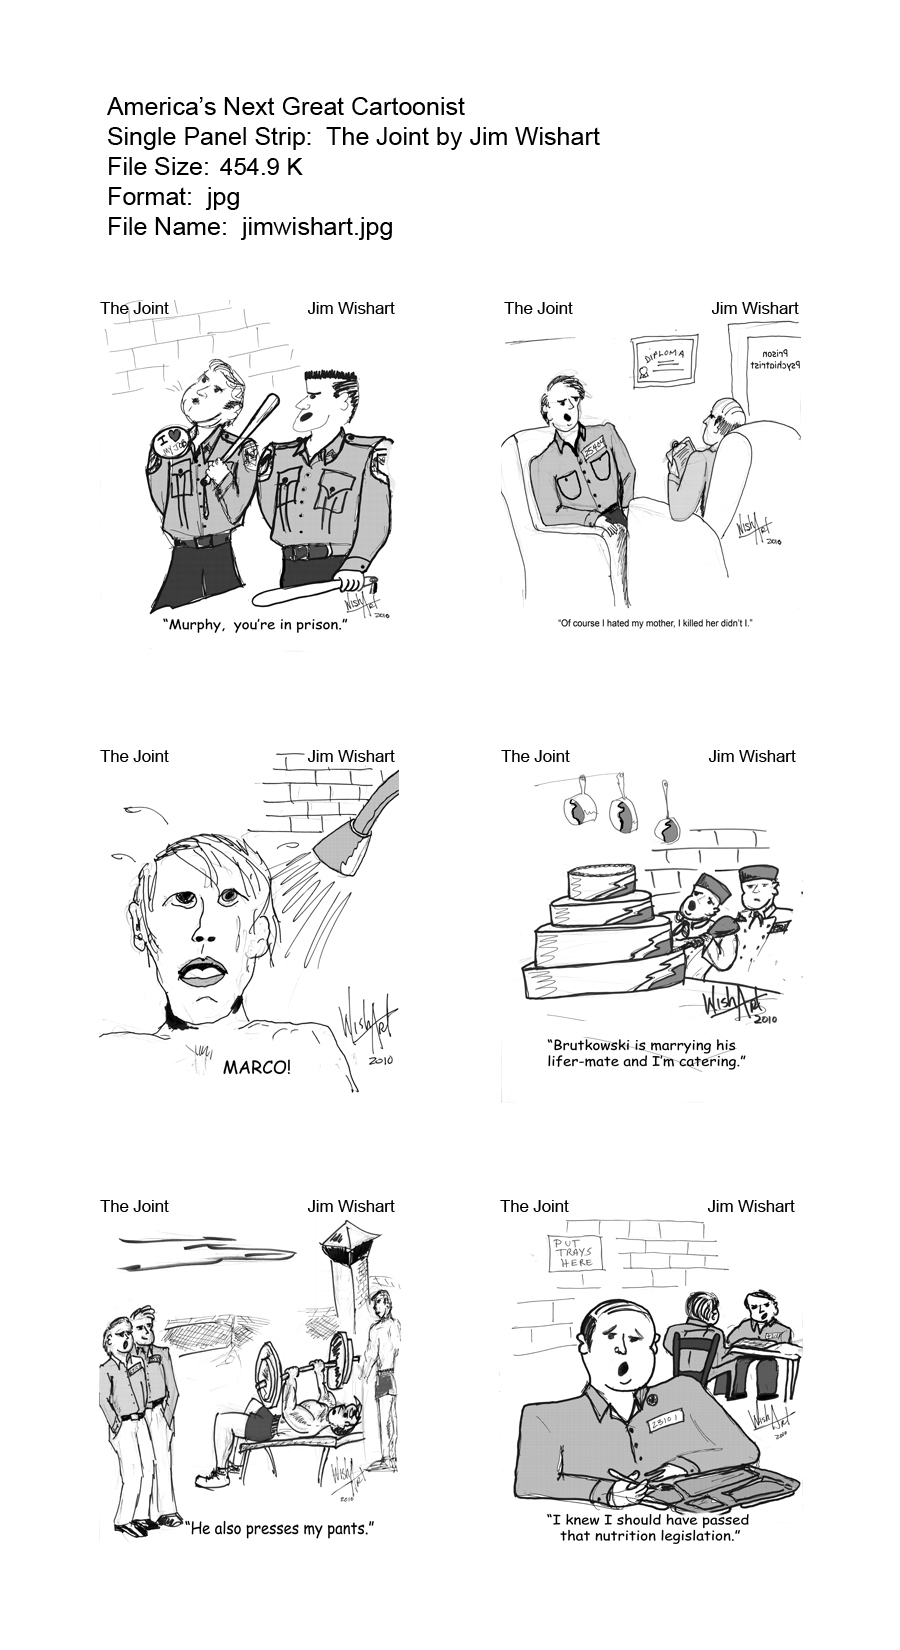 America’s Next Great Cartoonist
Single Panel Strip:  The Joint by Jim Wishart
File Size:  454.9 K
Format:  jpg
File Name:  jimwishart.jpg
The Joint
Jim Wishart
I ♥
MY JOB
WishArt
2010
“Murphy,  you’re in prison.”
The Joint
Jim Wishart
DIPLOMA
Prison
Psychiatrist
WishArt
2010
“Of course I hated my mother, I killed her didn’t I.”
The Joint
Jim Wishart
WishArt
2010
MARCO!
The Joint
Jim Wishart
WishArt
2010
“Brutkowski is marrying his
lifer-mate and I’m catering.”
The Joint
Jim Wishart
WishArt
2010
“He also presses my pants.”
The Joint
Jim Wishart
PUT
TRAYS
HERE
23101
WishArt
2010
“I knew I should have passed
that nutrition legislation.”